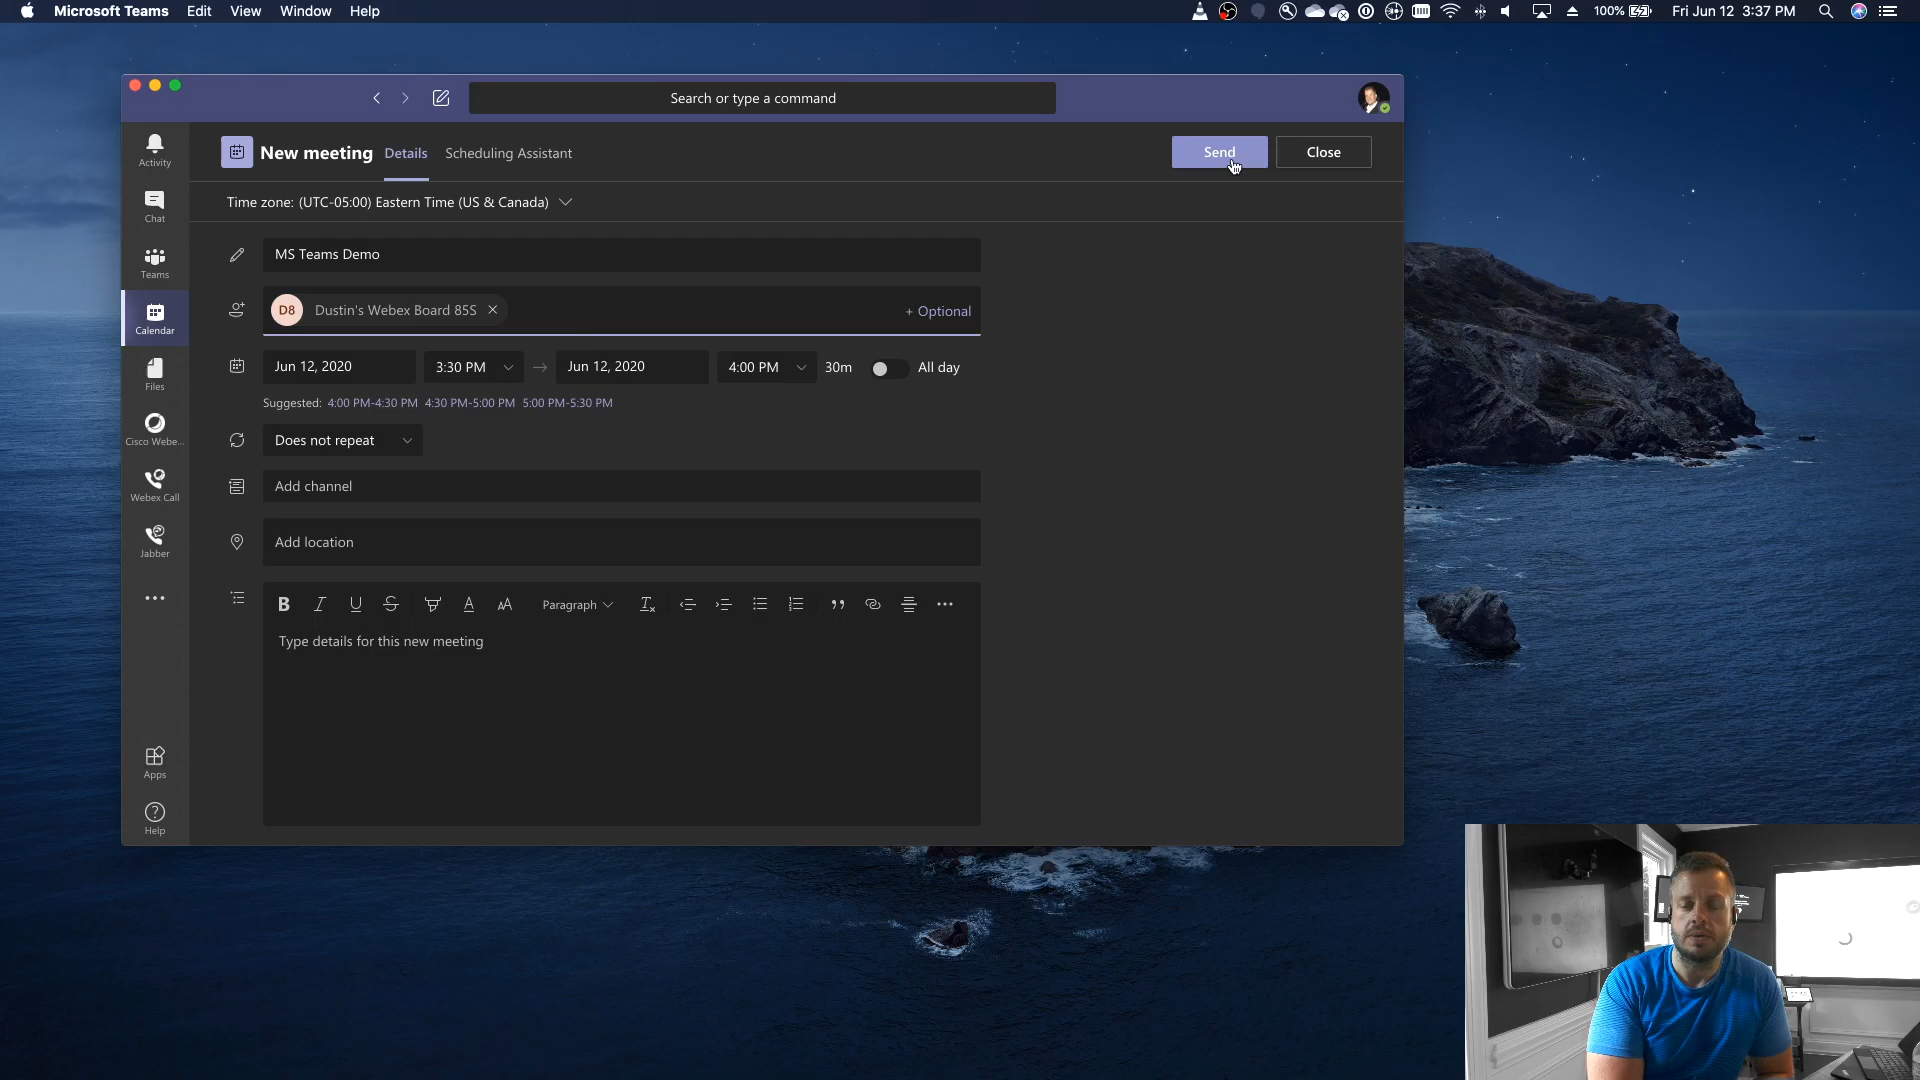 Microsoft Teams Edit View Window Help 100% Fri Jun 12 3:37 PM
Search or type a command
Activity
Chat
Teams
Calendar
Files
Cisco Webe...
Webex Call
Jabber
Apps
Help
New meeting Details Scheduling Assistant Send Close
Time zone: (UTC-05:00) Eastern Time (US & Canada)
MS Teams Demo
D8 Dustin's Webex Board 85S + Optional
Jun 12, 2020 3:30 PM Jun 12, 2020 4:00 PM 30m All day
Suggested: 4:00 PM-4:30 PM 4:30 PM-5:00 PM 5:00 PM-5:30 PM
Does not repeat
Add channel
Add location
B I U S A AA Paragraph
Type details for this new meeting